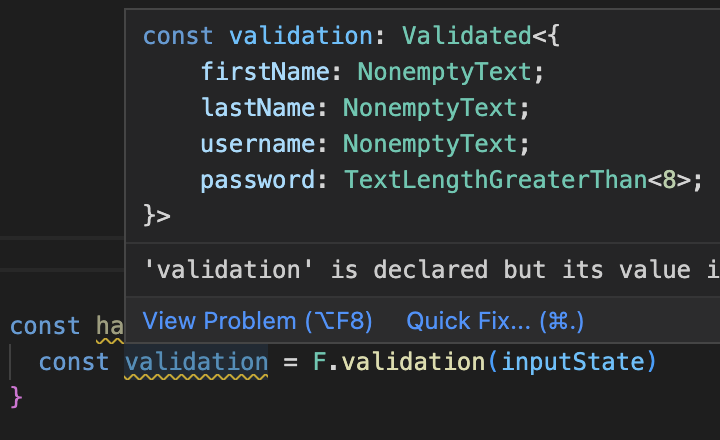 const validation: Validated<{
    firstName: NonemptyText;
    lastName: NonemptyText;
    username: NonemptyText;
    password: TextLengthGreaterThan<8>;
}>
'validation' is declared but its value i
View Problem (⌥F8) Quick Fix... (⌘.)
const ha
  const validation = F.validation(inputState)
}